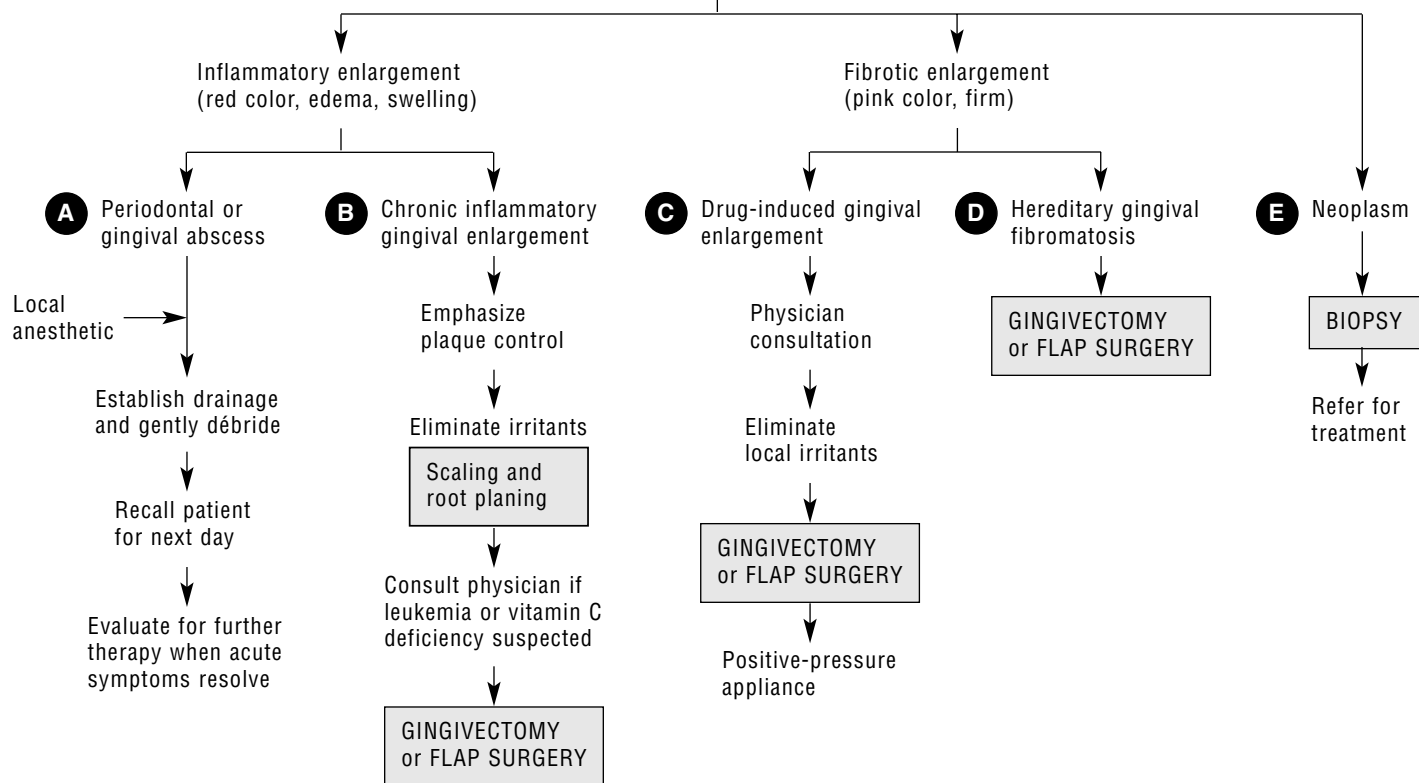 Inflammatory enlargement
(red color, edema, swelling)
Fibrotic enlargement
(pink color, firm)
A Periodontal or
gingival abscess
Local
anesthetic
Establish drainage
and gently débride
Recall patient
for next day
Evaluate for further
therapy when acute
symptoms resolve
B Chronic inflammatory
gingival enlargement
Emphasize
plaque control
Eliminate irritants
Scaling and
root planing
Consult physician if
leukemia or vitamin C
deficiency suspected
GINGIVECTOMY
or FLAP SURGERY
C Drug-induced gingival
enlargement
Physician
consultation
Eliminate
local irritants
GINGIVECTOMY
or FLAP SURGERY
Positive-pressure
appliance
D Hereditary gingival
fibromatosis
GINGIVECTOMY
or FLAP SURGERY
E Neoplasm
BIOPSY
Refer for
treatment